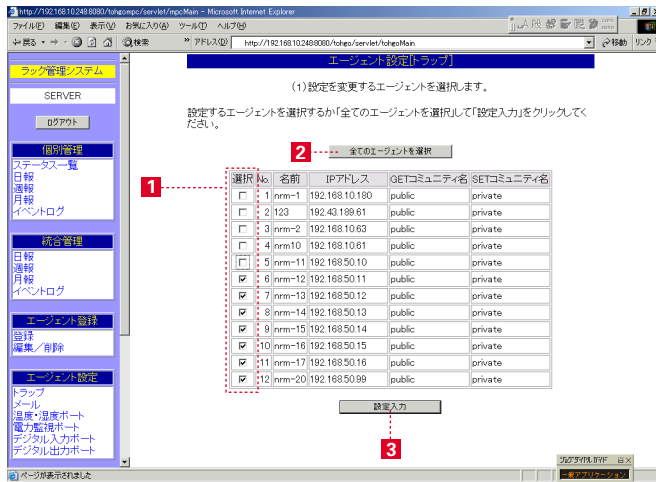 http://192.168.10.248:8080/tohgompc/servlet/mpcMain - Microsoft Internet Explorer
ファイル(F) 編集(E) 表示(V) お気に入り(A) ツール(T) ヘルプ(H)
戻る 検索 » アドレス(D) http://192.168.10.248:8080/tohgo/servlet/tohgoMain 移動 リンク
ラック管理システム
SERVER
ログアウト
個別管理
ステータス一覧
日報
週報
月報
イベントログ
統合管理
日報
週報
月報
イベントログ
エージェント登録
登録
編集/削除
エージェント設定
トラップ
メール
温度・湿度ポート
電力監視ポート
デジタル入力ポート
デジタル出力ポート
エージェント設定[トラップ]
(1)設定を変更するエージェントを選択します。
設定するエージェントを選択するか「全てのエージェントを選択」して「設定入力」をクリックしてく
ださい。
2 全てのエージェントを選択
1
選択 No. 名前 IPアドレス GETコミュニティ名 SETコミュニティ名
1 nrm-1 192.168.10.180 public private
2 123 192.43.189.61 public private
3 nrm-2 192.168.10.63 public private
4 nrm10 192.168.10.61 public private
5 nrm-11 192.168.50.10 public private
6 nrm-12 192.168.50.11 public private
7 nrm-13 192.168.50.12 public private
8 nrm-14 192.168.50.13 public private
9 nrm-15 192.168.50.14 public private
10 nrm-16 192.168.50.15 public private
11 nrm-17 192.168.50.16 public private
12 nrm-20 192.168.50.99 public private
設定入力
3
ページが表示されました
一般アプリケーション